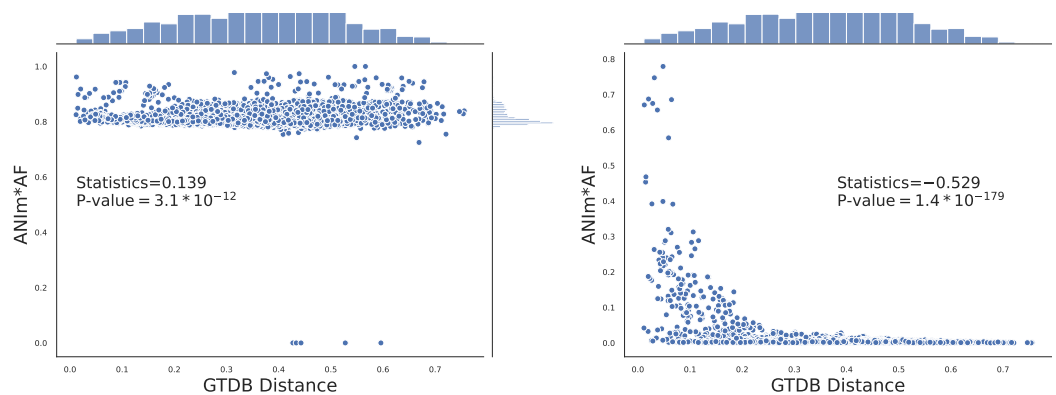 1.0
0.8
0.6
0.4
0.2
0.0
ANIm*AF
Statistics=0.139
P-value = 3.1 * 10^{-12}
0.0 0.1 0.2 0.3 0.4 0.5 0.6 0.7
GTDB Distance
0.8
0.7
0.6
0.5
0.4
0.3
0.2
0.1
0.0
ANIm*AF
Statistics=−0.529
P-value = 1.4 * 10^{-179}
0.0 0.1 0.2 0.3 0.4 0.5 0.6 0.7
GTDB Distance